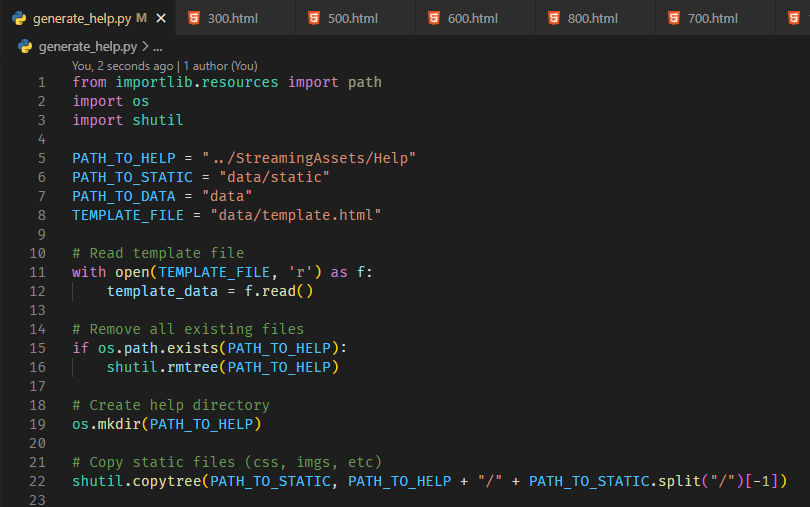 generate_help.py M × 300.html 500.html 600.html 800.html 700.html
generate_help.py > ...
You, 2 seconds ago | 1 author (You)
1 from importlib.resources import path
2 import os
3 import shutil
4
5 PATH_TO_HELP = "../StreamingAssets/Help"
6 PATH_TO_STATIC = "data/static"
7 PATH_TO_DATA = "data"
8 TEMPLATE_FILE = "data/template.html"
9
10 # Read template file
11 with open(TEMPLATE_FILE, 'r') as f:
12     template_data = f.read()
13
14 # Remove all existing files
15 if os.path.exists(PATH_TO_HELP):
16     shutil.rmtree(PATH_TO_HELP)
17
18 # Create help directory
19 os.mkdir(PATH_TO_HELP)
20
21 # Copy static files (css, imgs, etc)
22 shutil.copytree(PATH_TO_STATIC, PATH_TO_HELP + "/" + PATH_TO_STATIC.split("/")[-1])
23